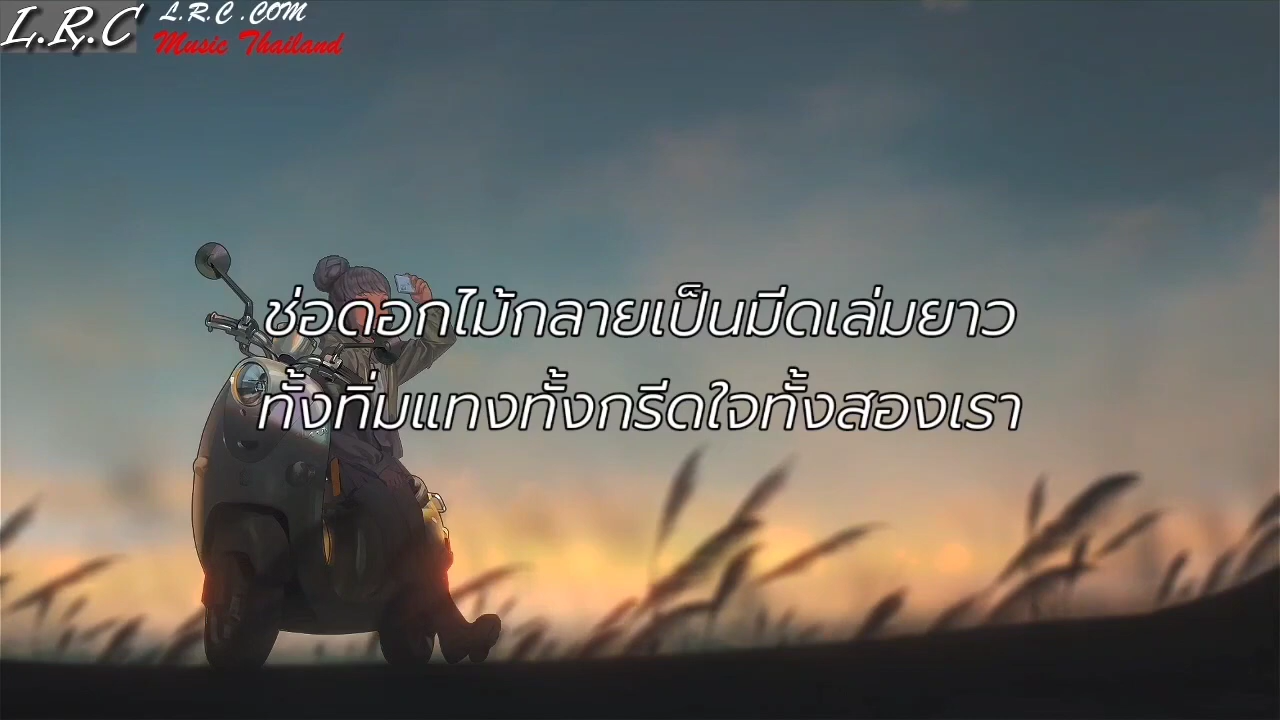 L.R.C
L.R.C .COM
Music Thailand
ช่อดอกไม้กลายเป็นมีดเล่มยาว
ทั้งทิ่มแทงทั้งกรีดใจทั้งสองเรา